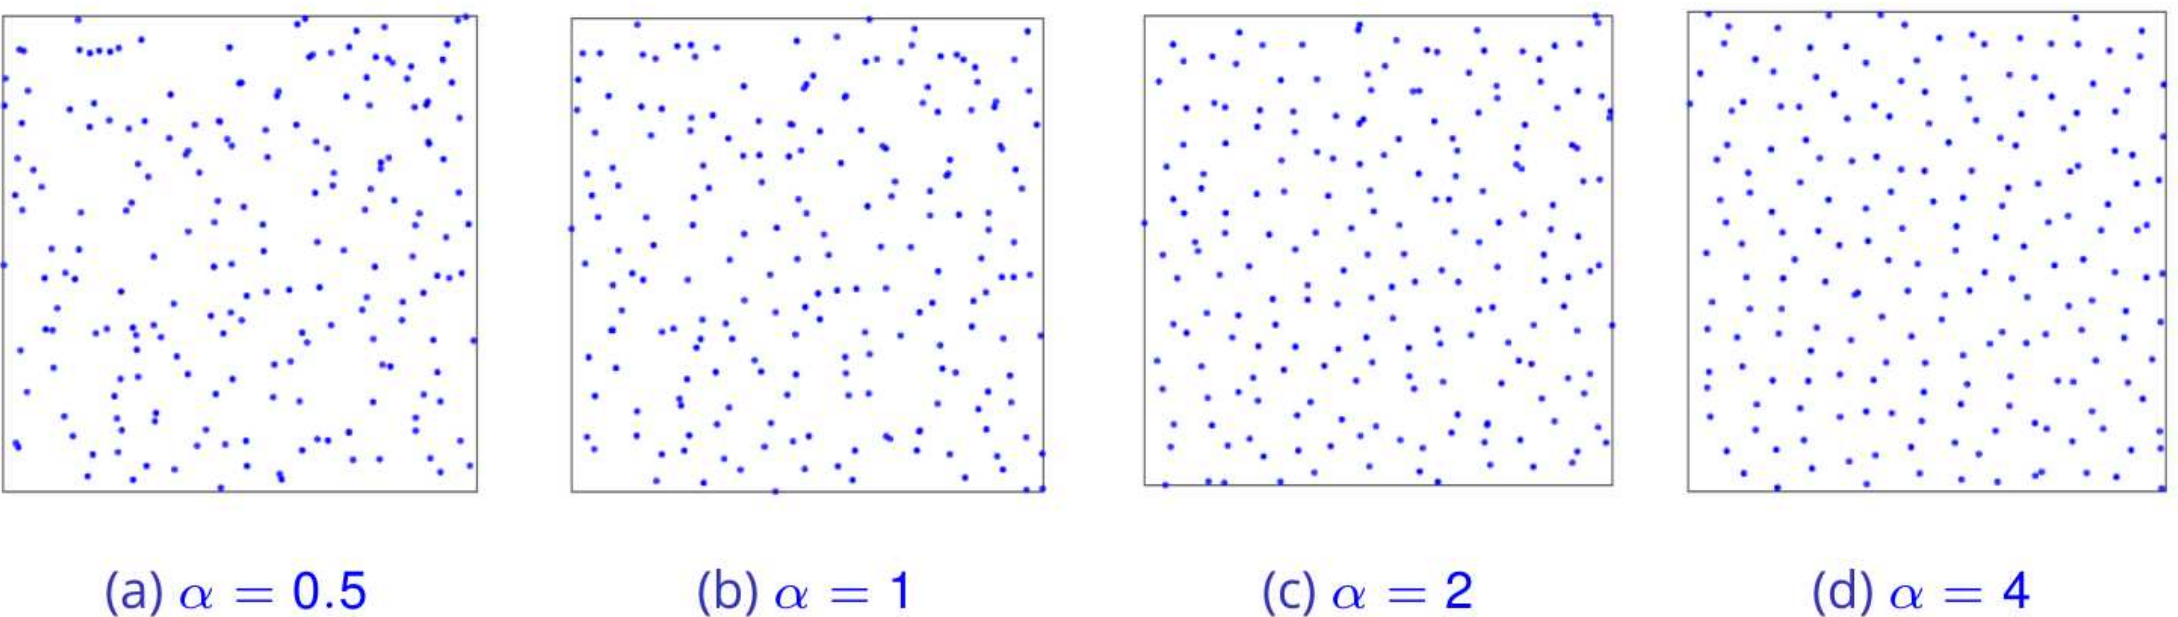 (a) α = 0.5
(b) α = 1
(c) α = 2
(d) α = 4